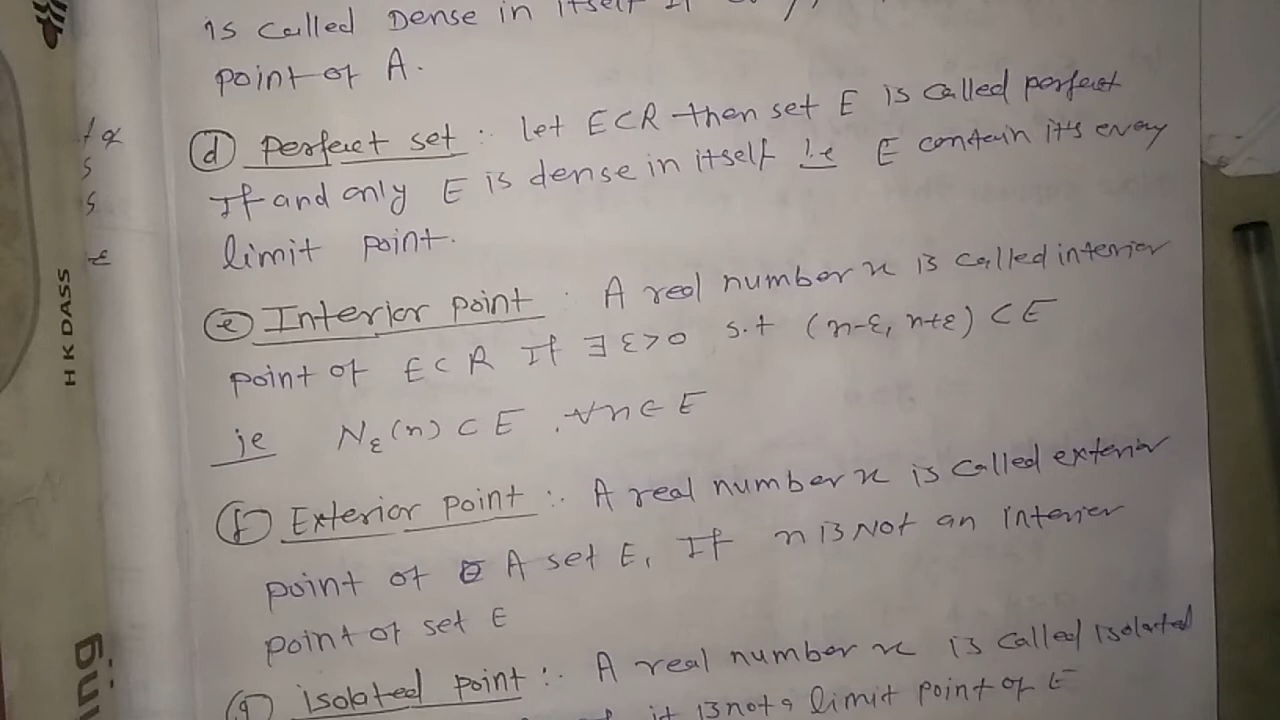 is called Dense in itself If
point of A.
(d) Perfect set : let E⊂R then set E is called perfect
If and only E is dense in itself i.e E contain it's every
limit point.
(e) Interior point : A real number x is called interior
point of E⊂R If ∃ ε>0 s.t (x-ε, x+ε) ⊂ E
ie Nε(x) ⊂ E , ∀x∈E
(f) Exterior point :. A real number x is called exterior
point of A set E, If x is Not an interior
point of set E
(g) isolated point :. A real number x is called isolated
it is not a limit point of E
H K DASS